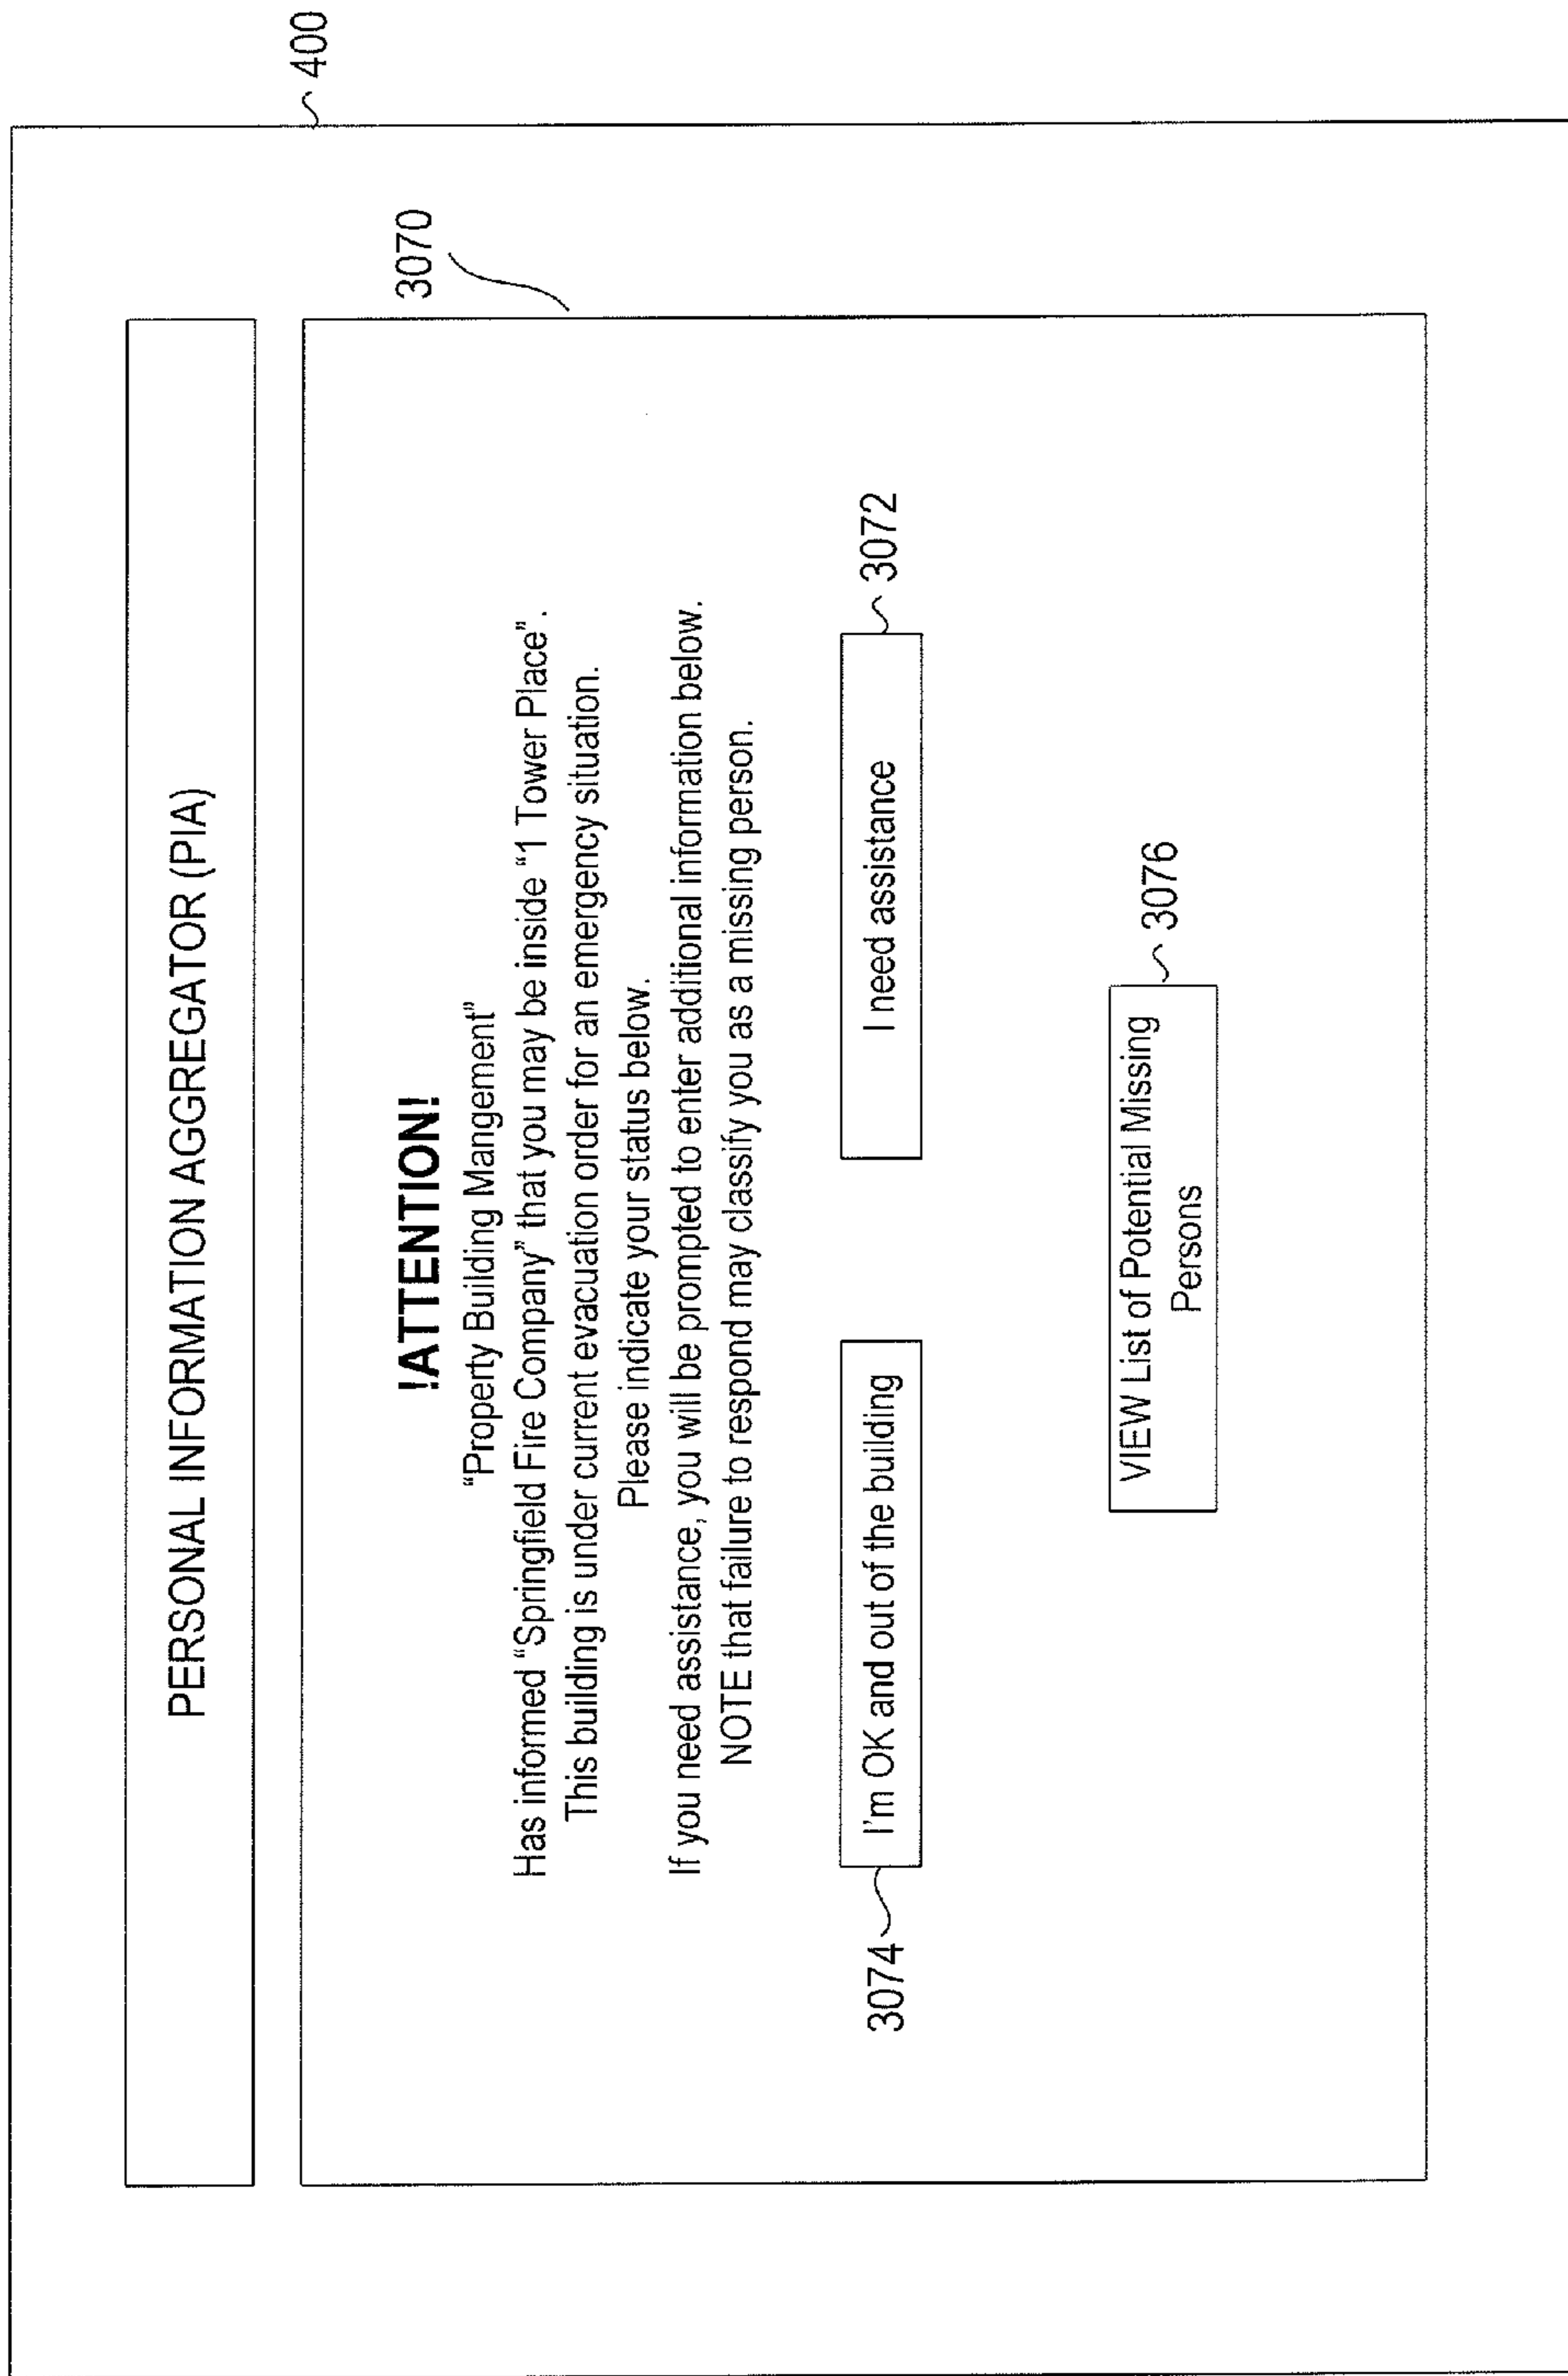 400
PERSONAL INFORMATION AGGREGATOR (PIA)
3070
!ATTENTION!
“Property Building Mangement”
Has informed “Springfield Fire Company” that you may be inside “1 Tower Place”.
This building is under current evacuation order for an emergency situation.
Please indicate your status below.
If you need assistance, you will be prompted to enter additional information below.
NOTE that failure to respond may classify you as a missing person.
3074
I'm OK and out of the building
I need assistance
3072
VIEW List of Potential Missing
Persons
3076